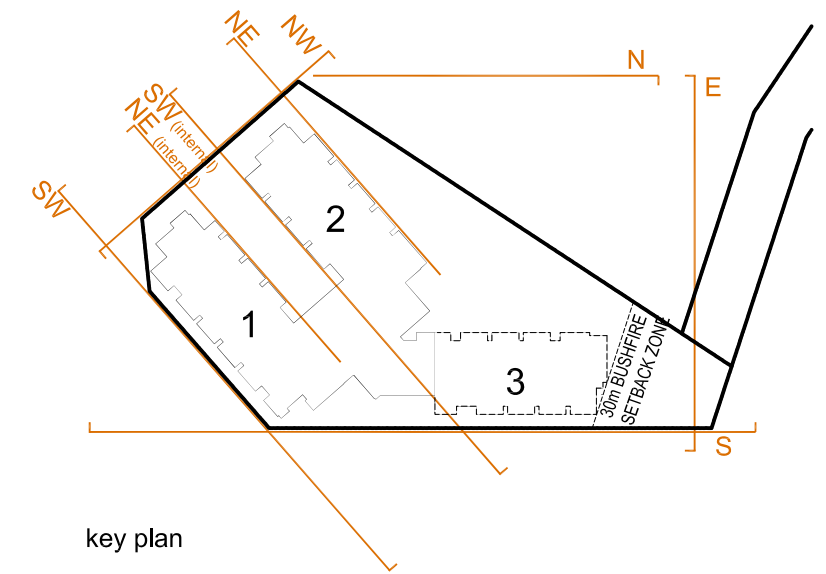 NE
NW
N
E
SW (internal)
NE (internal)
SW
2
1
3
30m BUSHFIRE
SETBACK ZONE
S
key plan